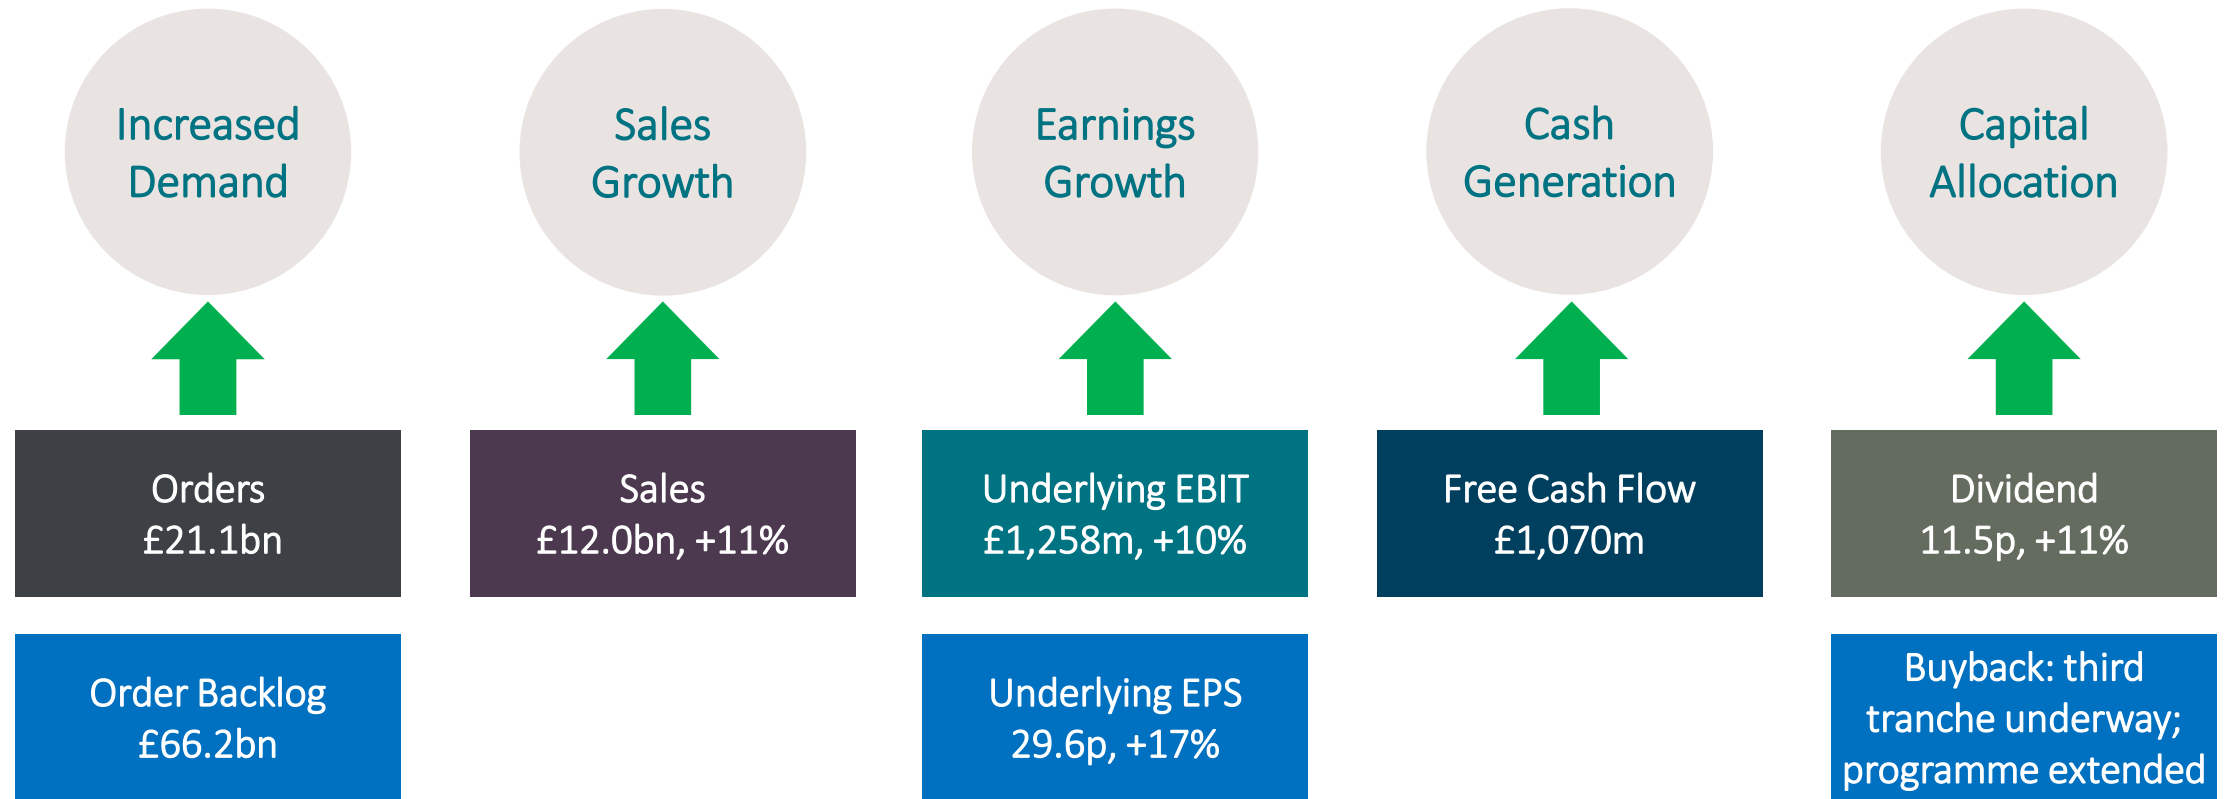 Increased
Demand
Sales
Growth
Earnings
Growth
Cash
Generation
Capital
Allocation
Orders
£21.1bn
Sales
£12.0bn, +11%
Underlying EBIT
£1,258m, +10%
Free Cash Flow
£1,070m
Dividend
11.5p, +11%
Order Backlog
£66.2bn
Underlying EPS
29.6p, +17%
Buyback: third
tranche underway;
programme extended